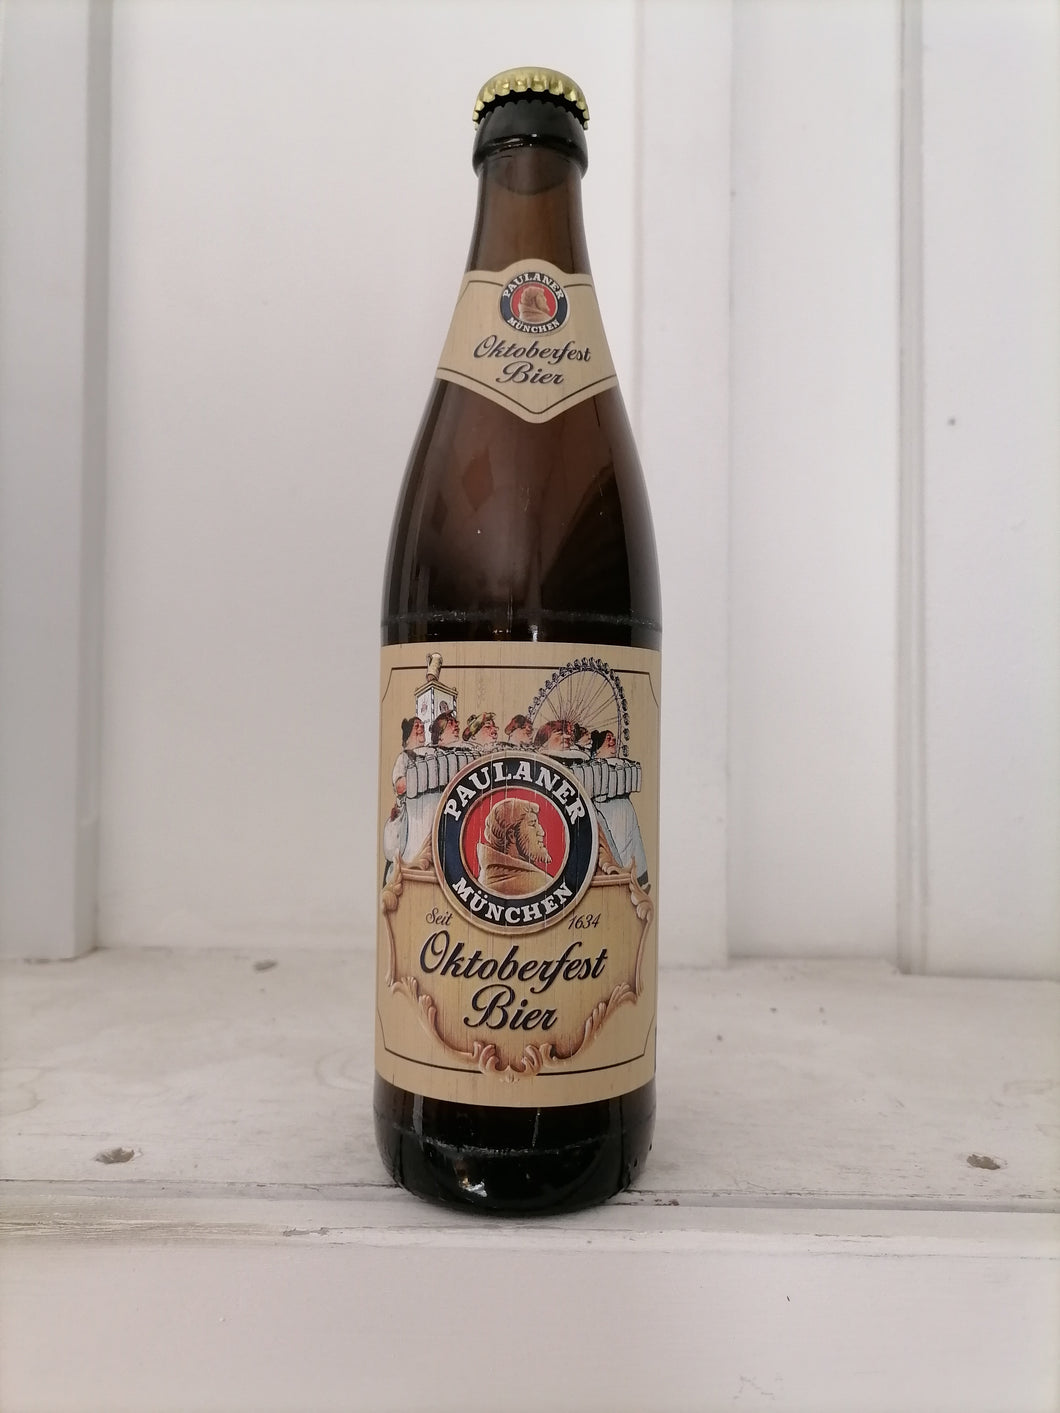 PAULANER
MÜNCHEN
Oktoberfest
Bier
PAULANER
MÜNCHEN
Seit 1634
Oktoberfest
Bier